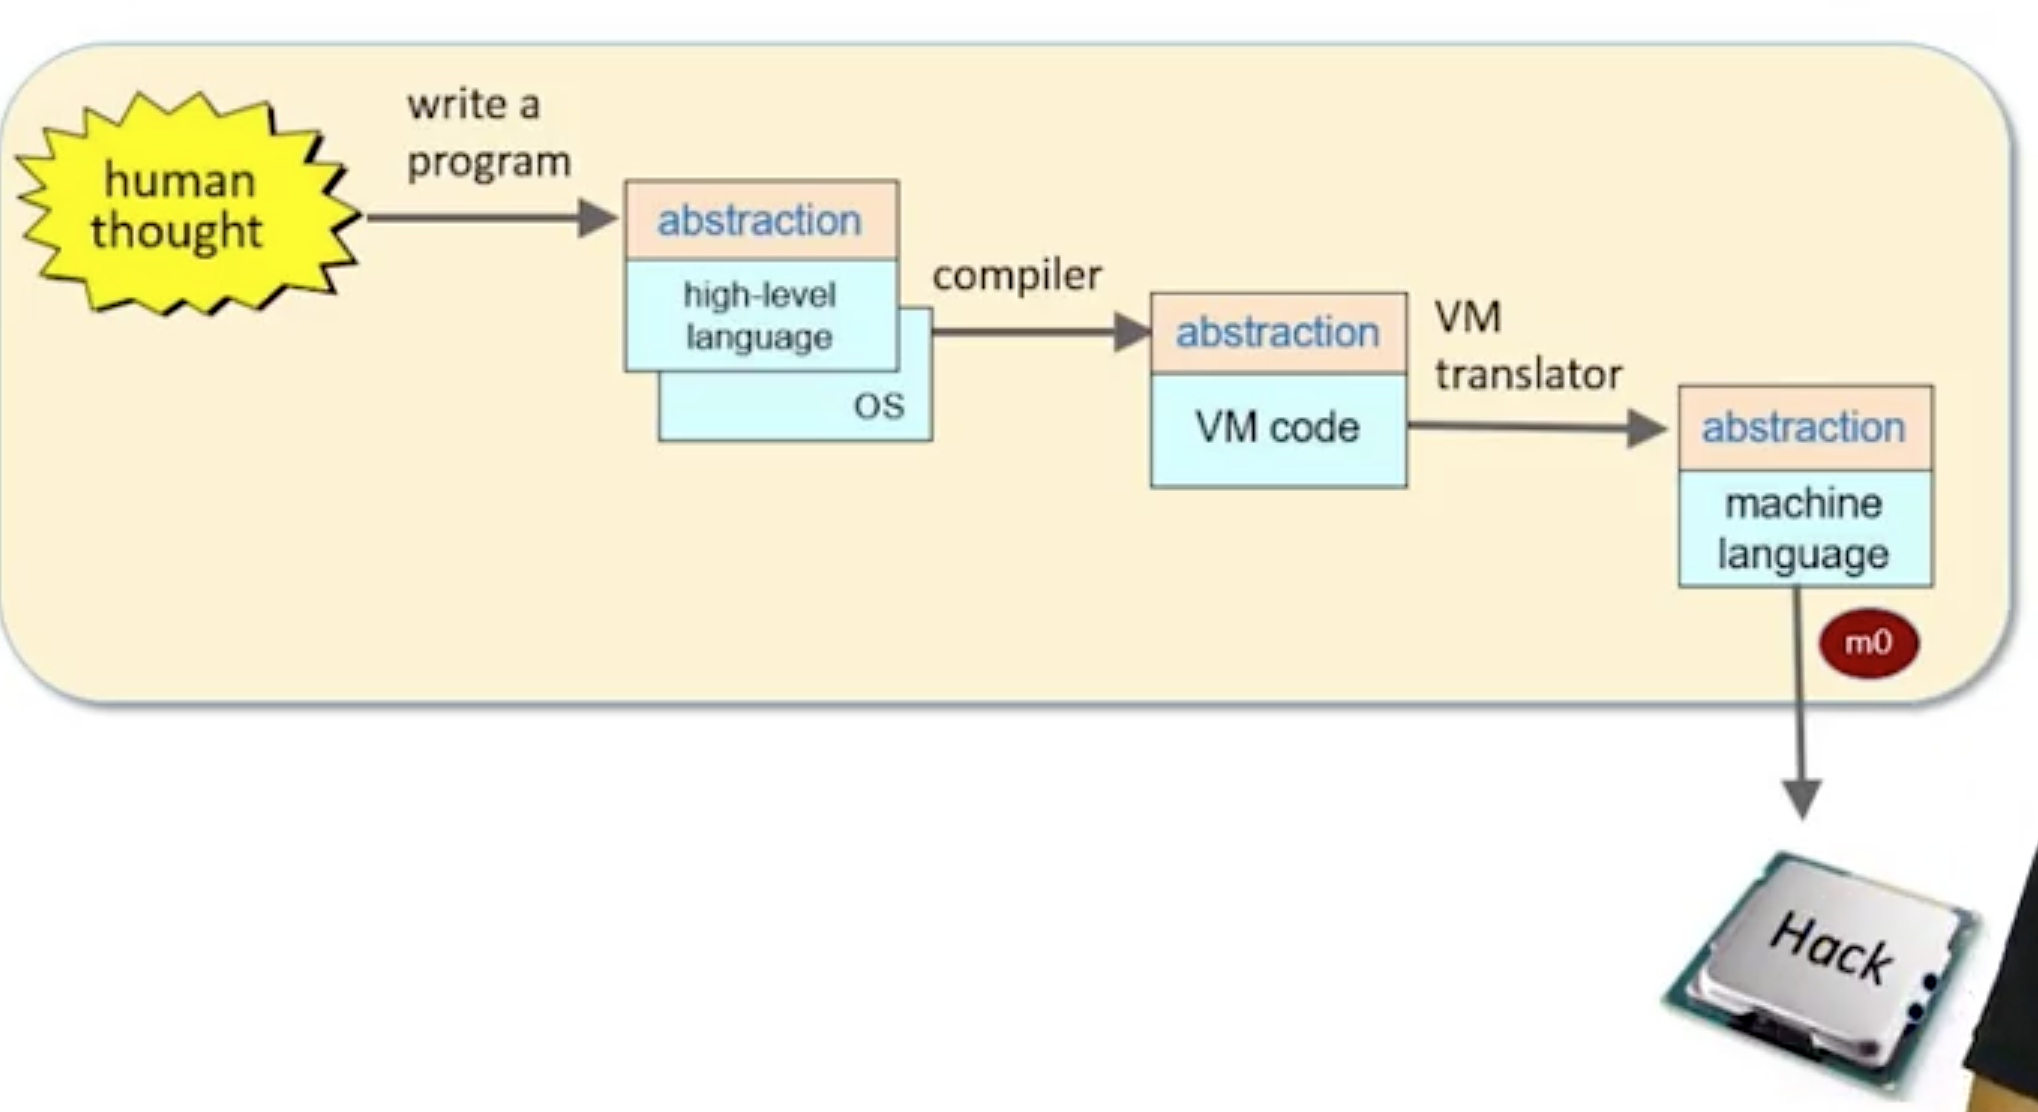 human
thought
write a
program
abstraction
high-level
language
OS
compiler
abstraction
VM code
VM
translator
abstraction
machine
language
m0
Hack